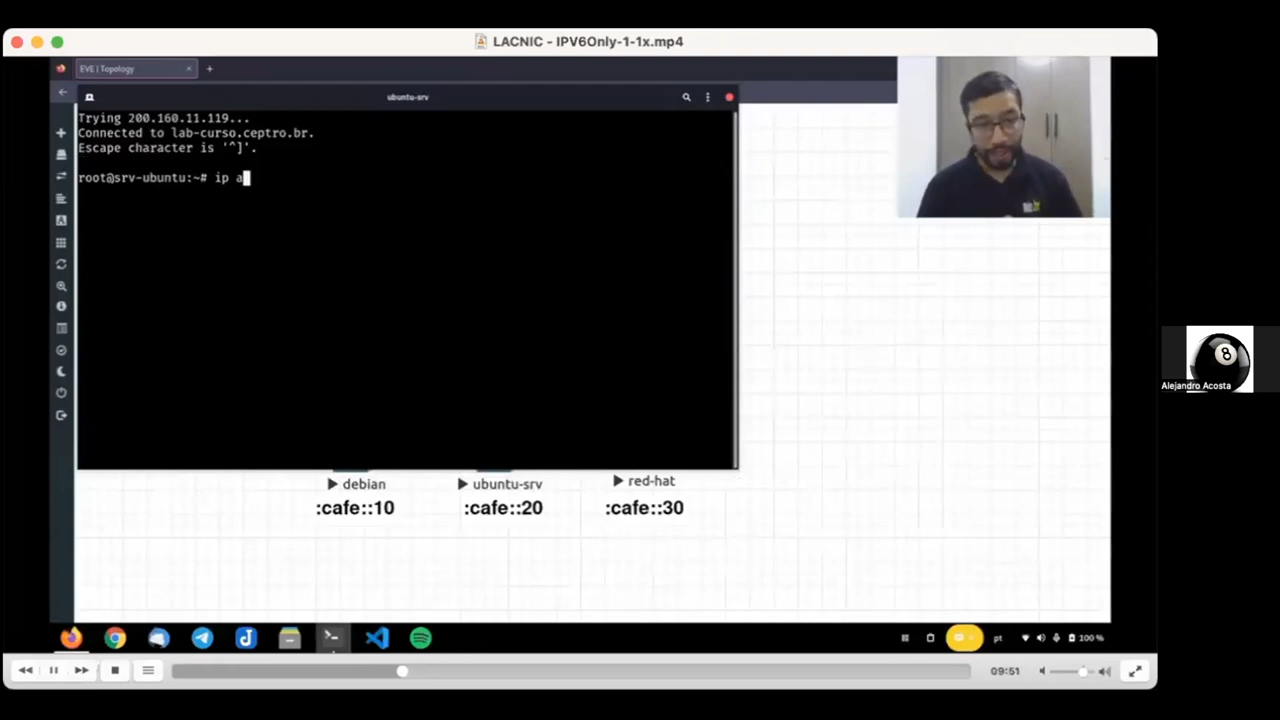 LACNIC - IPV6Only-1-1x.mp4
EVE | Topology
ubuntu-srv
Trying 200.160.11.119...
Connected to lab-curso.ceptro.br.
Escape character is '^]'.
root@srv-ubuntu:~# ip a
debian
ubuntu-srv
red-hat
:cafe::10
:cafe::20
:cafe::30
Alejandro Acosta
8
pt
100 %
09:51